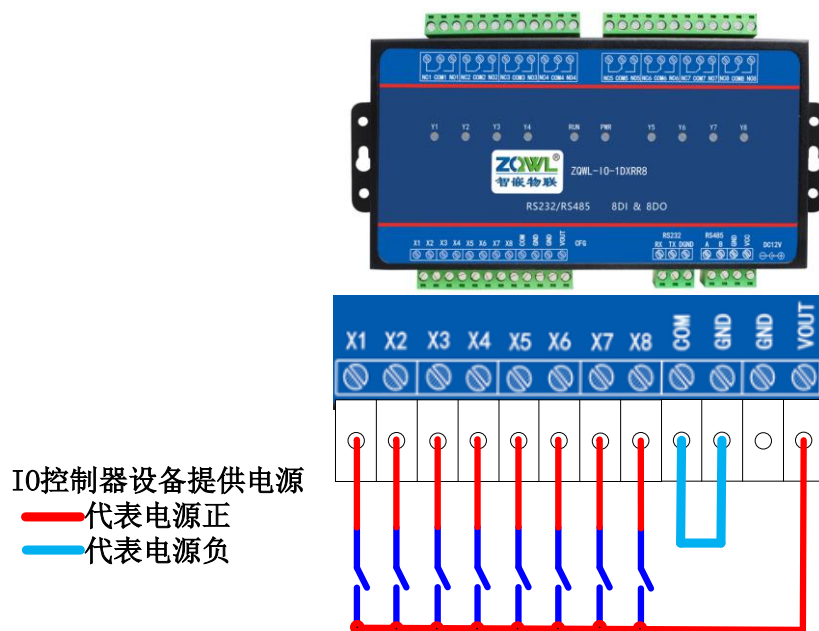 NC1 COM1 NO1 NC2 COM2 NO2 NC3 COM3 NO3 NC4 COM4 NO4
NC5 COM5 NO5 NC6 COM6 NO6 NC7 COM7 NO7 NC8 COM8 NO8
Y1 Y2 Y3 Y4 RUN PWR Y5 Y6 Y7 Y8
ZQWL®
智嵌物联
ZQWL-IO-1DXRR8
RS232/RS485 8DI & 8DO
RS232 RS485
X1 X2 X3 X4 X5 X6 X7 X8 COM GND GND VOUT CFG RX TX DGND A B GND VCC DC12V
X1 X2 X3 X4 X5 X6 X7 X8 COM GND GND VOUT
IO控制器设备提供电源
代表电源正
代表电源负